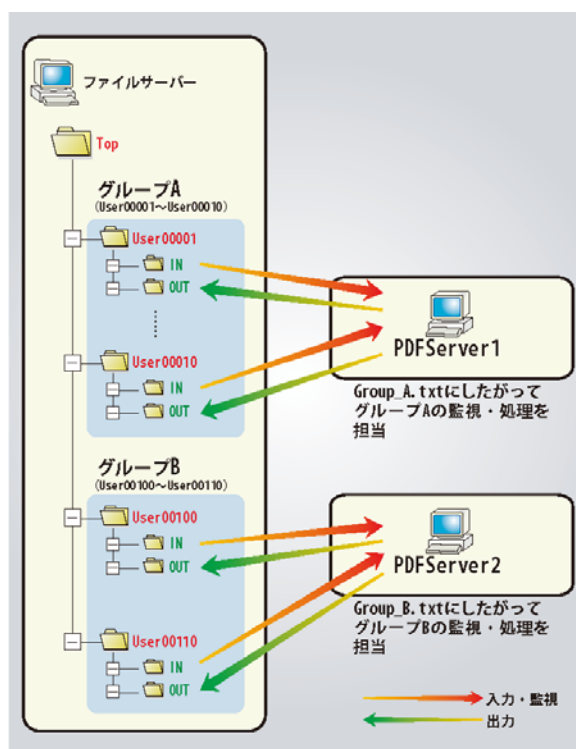 ファイルサーバー
Top
グループA
(User00001～User00010)
User00001
IN
OUT
User00010
IN
OUT
PDFServer1
Group_A.txtにしたがって
グループAの監視・処理を
担当
グループB
(User00100～User00110)
User00100
IN
OUT
User00110
IN
OUT
PDFServer2
Group_B.txtにしたがって
グループBの監視・処理を
担当
入力・監視
出力